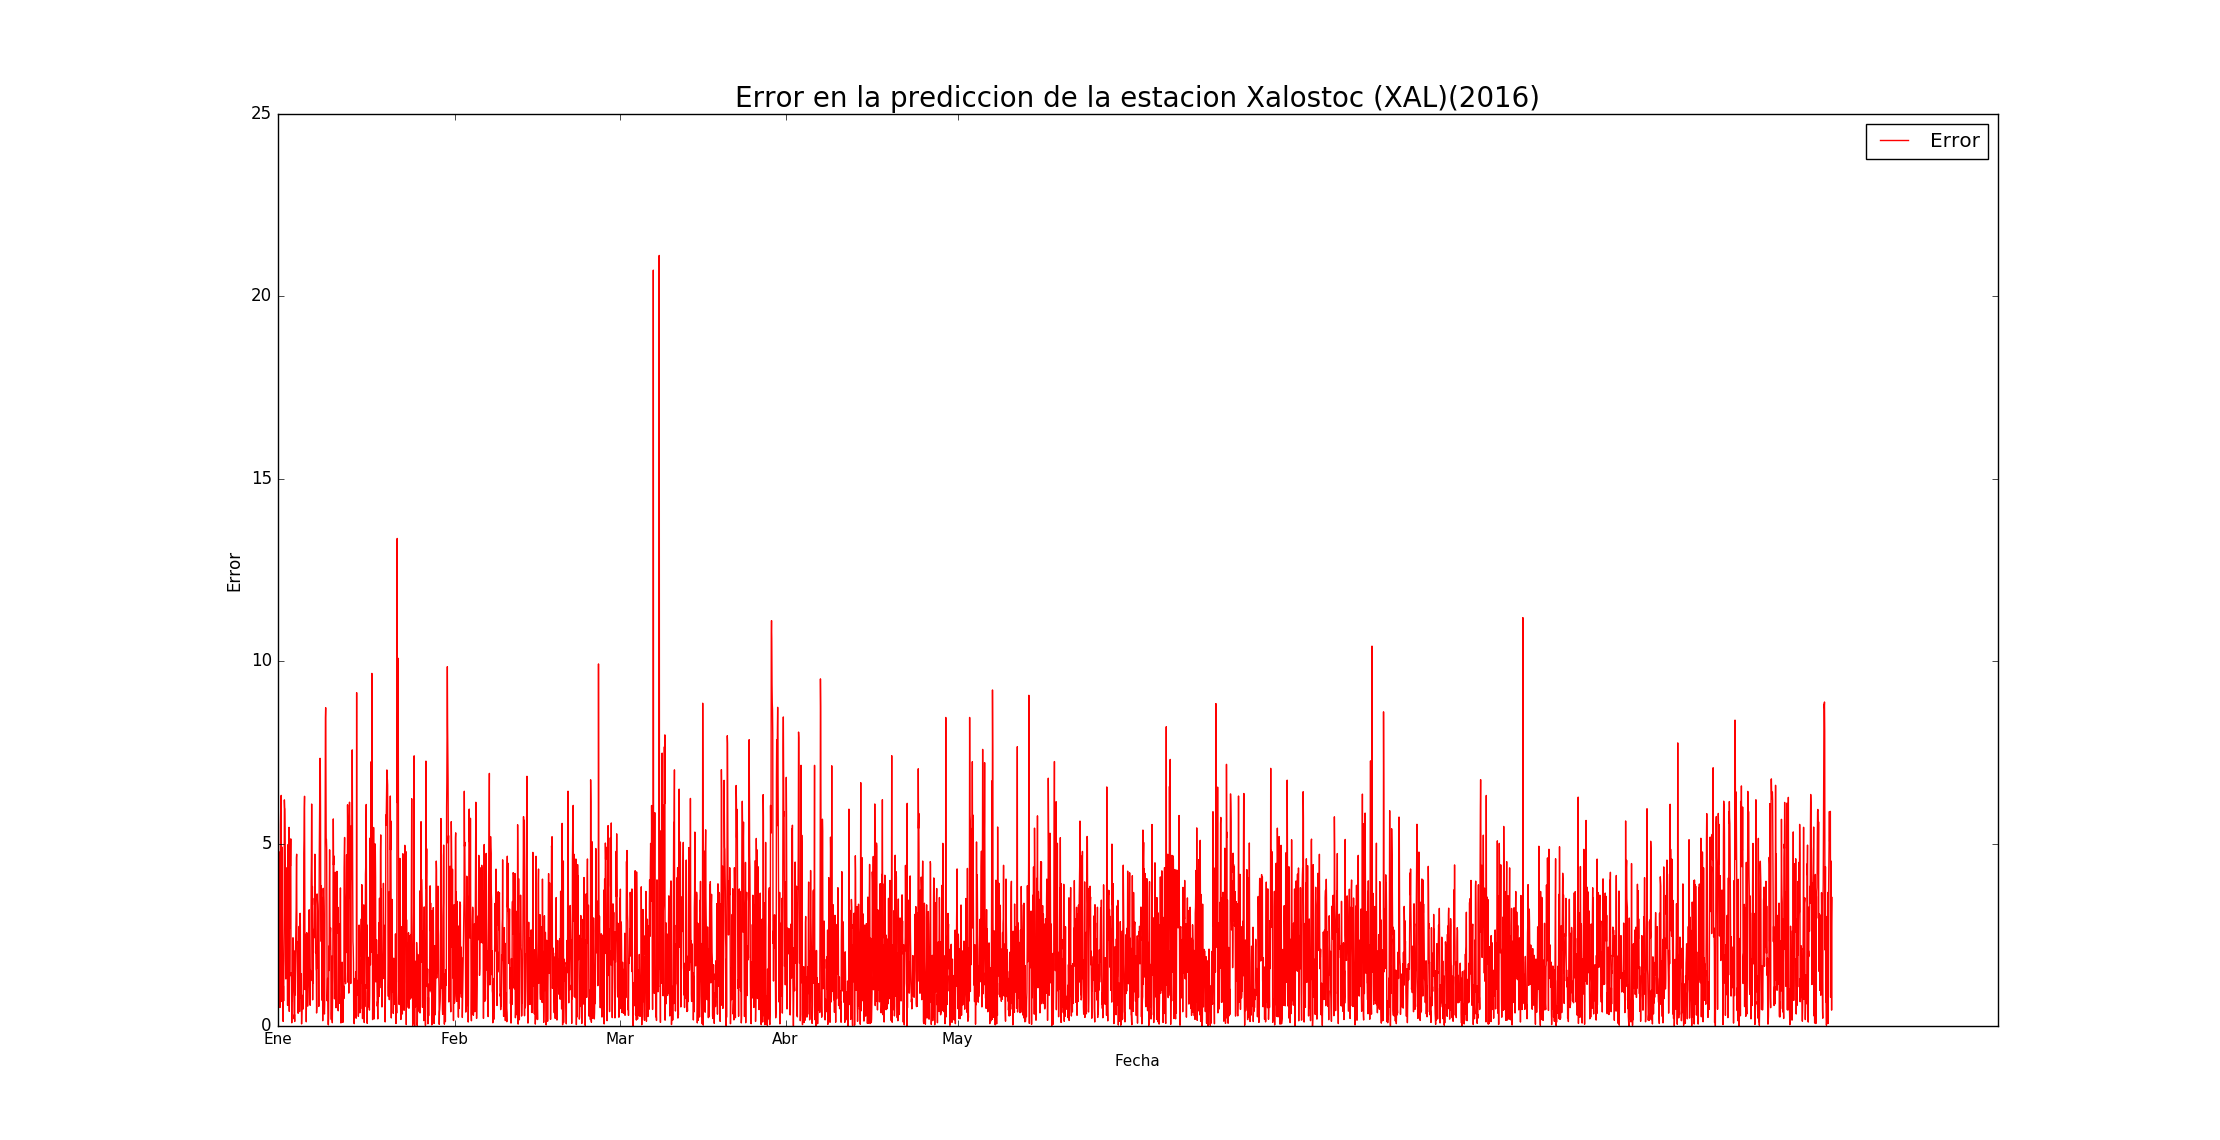 Error en la prediccion de la estacion Xalostoc (XAL)(2016)
25
Error
20
15
10
Error
5
0
Ene Feb Mar Abr May
Fecha